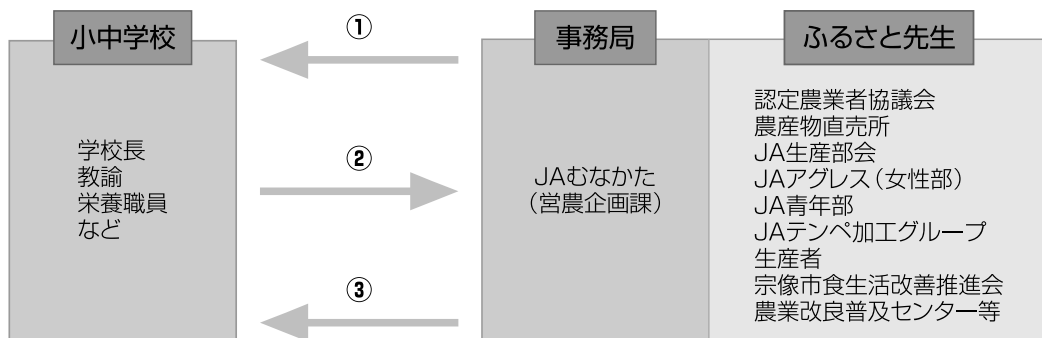 小中学校
学校長
教諭
栄養職員
など
①
②
③
事務局
JAむなかた
（営農企画課）
ふるさと先生
認定農業者協議会
農産物直売所
JA生産部会
JAアグレス（女性部）
JA青年部
JAテンペ加工グループ
生産者
宗像市食生活改善推進会
農業改良普及センター等